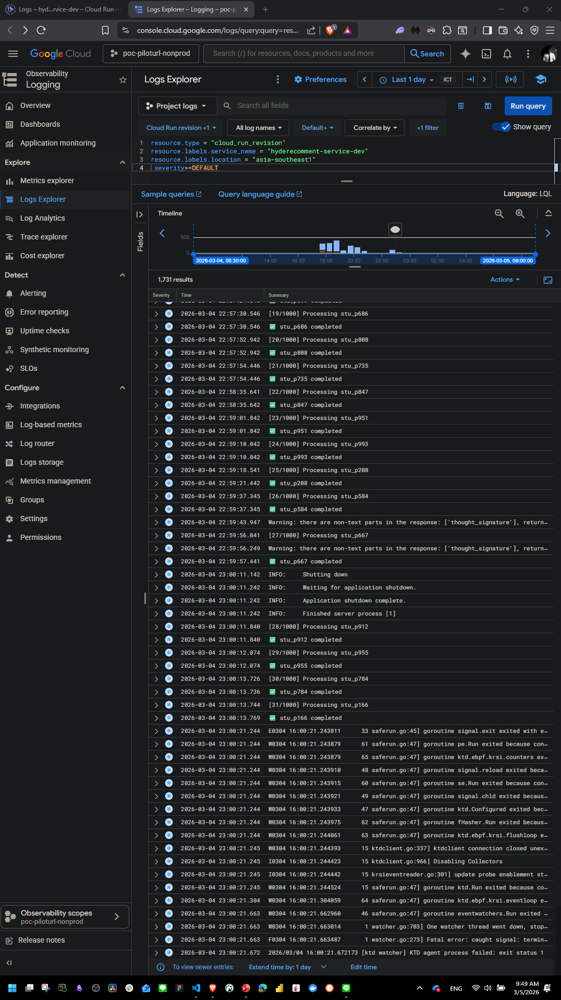 Logs – hyd...rvice-dev – Cloud Run –
Logs Explorer – Logging – poc-p
console.cloud.google.com/logs/query;query=res...
1
Google Cloud
poc-piloturl-nonprod
Search (/) for resources, docs, products and more
Search
Observability
Logging
Logs Explorer
Preferences
Last 1 day
ICT
Overview
Dashboards
Application monitoring
Explore
Metrics explorer
Logs Explorer
Log Analytics
Trace explorer
Cost explorer
Detect
Alerting
Error reporting
Uptime checks
Synthetic monitoring
SLOs
Configure
Integrations
Log-based metrics
Log router
Logs storage
Metrics management
Groups
Settings
Permissions
Observability scopes
poc-piloturl-nonprod
Release notes
Project logs
Search all fields
Run query
Cloud Run revision +1
All log names
Default+
Correlate by
+1 filter
Show query
1 resource.type = "cloud_run_revision"
2 resource.labels.service_name = "hyderecomment-service-dev"
3 resource.labels.location = "asia-southeast1"
4 severity>=DEFAULT
Sample queries
Query language guide
Language: LQL
Fields
Timeline
500
0
2026-03-04, 08:30:00
14:00
16:00
18:00
20:00
22:00
03-05
02:00
04:00
2026-03-05, 09:00:00
1,731 results
Actions
Severity Time Summary
2026-03-04 22:57:30.546 [19/1000] Processing stu_p686
2026-03-04 22:57:30.546 ✅ stu_p686 completed
2026-03-04 22:57:52.942 [20/1000] Processing stu_p808
2026-03-04 22:57:52.942 ✅ stu_p808 completed
2026-03-04 22:57:54.446 [21/1000] Processing stu_p735
2026-03-04 22:57:54.446 ✅ stu_p735 completed
2026-03-04 22:58:35.641 [22/1000] Processing stu_p847
2026-03-04 22:58:35.642 ✅ stu_p847 completed
2026-03-04 22:59:01.842 [23/1000] Processing stu_p951
2026-03-04 22:59:01.842 ✅ stu_p951 completed
2026-03-04 22:59:10.042 [24/1000] Processing stu_p993
2026-03-04 22:59:10.042 ✅ stu_p993 completed
2026-03-04 22:59:18.541 [25/1000] Processing stu_p208
2026-03-04 22:59:21.442 ✅ stu_p208 completed
2026-03-04 22:59:37.345 [26/1000] Processing stu_p584
2026-03-04 22:59:37.345 ✅ stu_p584 completed
2026-03-04 22:59:43.947 Warning: there are non-text parts in the response: ['thought_signature'], return…
2026-03-04 22:59:56.041 [27/1000] Processing stu_p667
2026-03-04 22:59:56.249 Warning: there are non-text parts in the response: ['thought_signature'], return…
2026-03-04 22:59:57.441 ✅ stu_p667 completed
2026-03-04 23:00:11.142 INFO: Shutting down
2026-03-04 23:00:11.242 INFO: Waiting for application shutdown.
2026-03-04 23:00:11.242 INFO: Application shutdown complete.
2026-03-04 23:00:11.242 INFO: Finished server process [1]
2026-03-04 23:00:11.840 [28/1000] Processing stu_p912
2026-03-04 23:00:11.840 ✅ stu_p912 completed
2026-03-04 23:00:12.074 [29/1000] Processing stu_p955
2026-03-04 23:00:12.074 ✅ stu_p955 completed
2026-03-04 23:00:13.726 [30/1000] Processing stu_p784
2026-03-04 23:00:13.736 ✅ stu_p784 completed
2026-03-04 23:00:13.744 [31/1000] Processing stu_p166
2026-03-04 23:00:13.769 ✅ stu_p166 completed
2026-03-04 23:00:21.244 E0304 16:00:21.243811 33 saferun.go:45] goroutine signal.exit exited with e…
2026-03-04 23:00:21.244 W0304 16:00:21.243879 61 saferun.go:47] goroutine pe.Run exited because con…
2026-03-04 23:00:21.244 W0304 16:00:21.243879 65 saferun.go:47] goroutine ktd.ebpf.krsi.counters ex…
2026-03-04 23:00:21.244 W0304 16:00:21.243910 48 saferun.go:47] goroutine signal.reload exited beca…
2026-03-04 23:00:21.244 W0304 16:00:21.243915 60 saferun.go:47] goroutine se.Run exited because con…
2026-03-04 23:00:21.244 W0304 16:00:21.243921 49 saferun.go:47] goroutine signal.chld exited becaus…
2026-03-04 23:00:21.244 W0304 16:00:21.243933 47 saferun.go:47] goroutine ktd.Configured exited bec…
2026-03-04 23:00:21.244 W0304 16:00:21.243975 62 saferun.go:47] goroutine fHasher.Run exited becaus…
2026-03-04 23:00:21.244 W0304 16:00:21.244061 63 saferun.go:47] goroutine ktd.ebpf.krsi.flushloop e…
2026-03-04 23:00:21.245 W0304 16:00:21.244393 15 ktdclient.go:337] ktdclient connection closed unex…
2026-03-04 23:00:21.245 I0304 16:00:21.244423 15 ktdclient.go:966] Disabling Collectors
2026-03-04 23:00:21.245 I0304 16:00:21.244442 15 krsieventreader.go:301] update probe enablement st…
2026-03-04 23:00:21.245 W0304 16:00:21.244524 15 saferun.go:47] goroutine ktd.Run exited because co…
2026-03-04 23:00:21.304 W0304 16:00:21.304059 64 saferun.go:47] goroutine ktd.ebpf.krsi.eventloop e…
2026-03-04 23:00:21.663 W0304 16:00:21.662960 46 saferun.go:47] goroutine eventwatchers.Run exited …
2026-03-04 23:00:21.663 W0304 16:00:21.663014 1 watcher.go:703] One watcher thread went down, stop…
2026-03-04 23:00:21.663 F0304 16:00:21.663487 1 watcher.go:273] Fatal error: caught signal: termin…
2026-03-04 23:00:21.672 2026/03/04 16:00:21.672173 [ktd watcher] KTD agent process failed: exit status 1
To view newer entries:
Extend time by: 1 day
Edit time
ENG
9:49 AM
3/5/2026